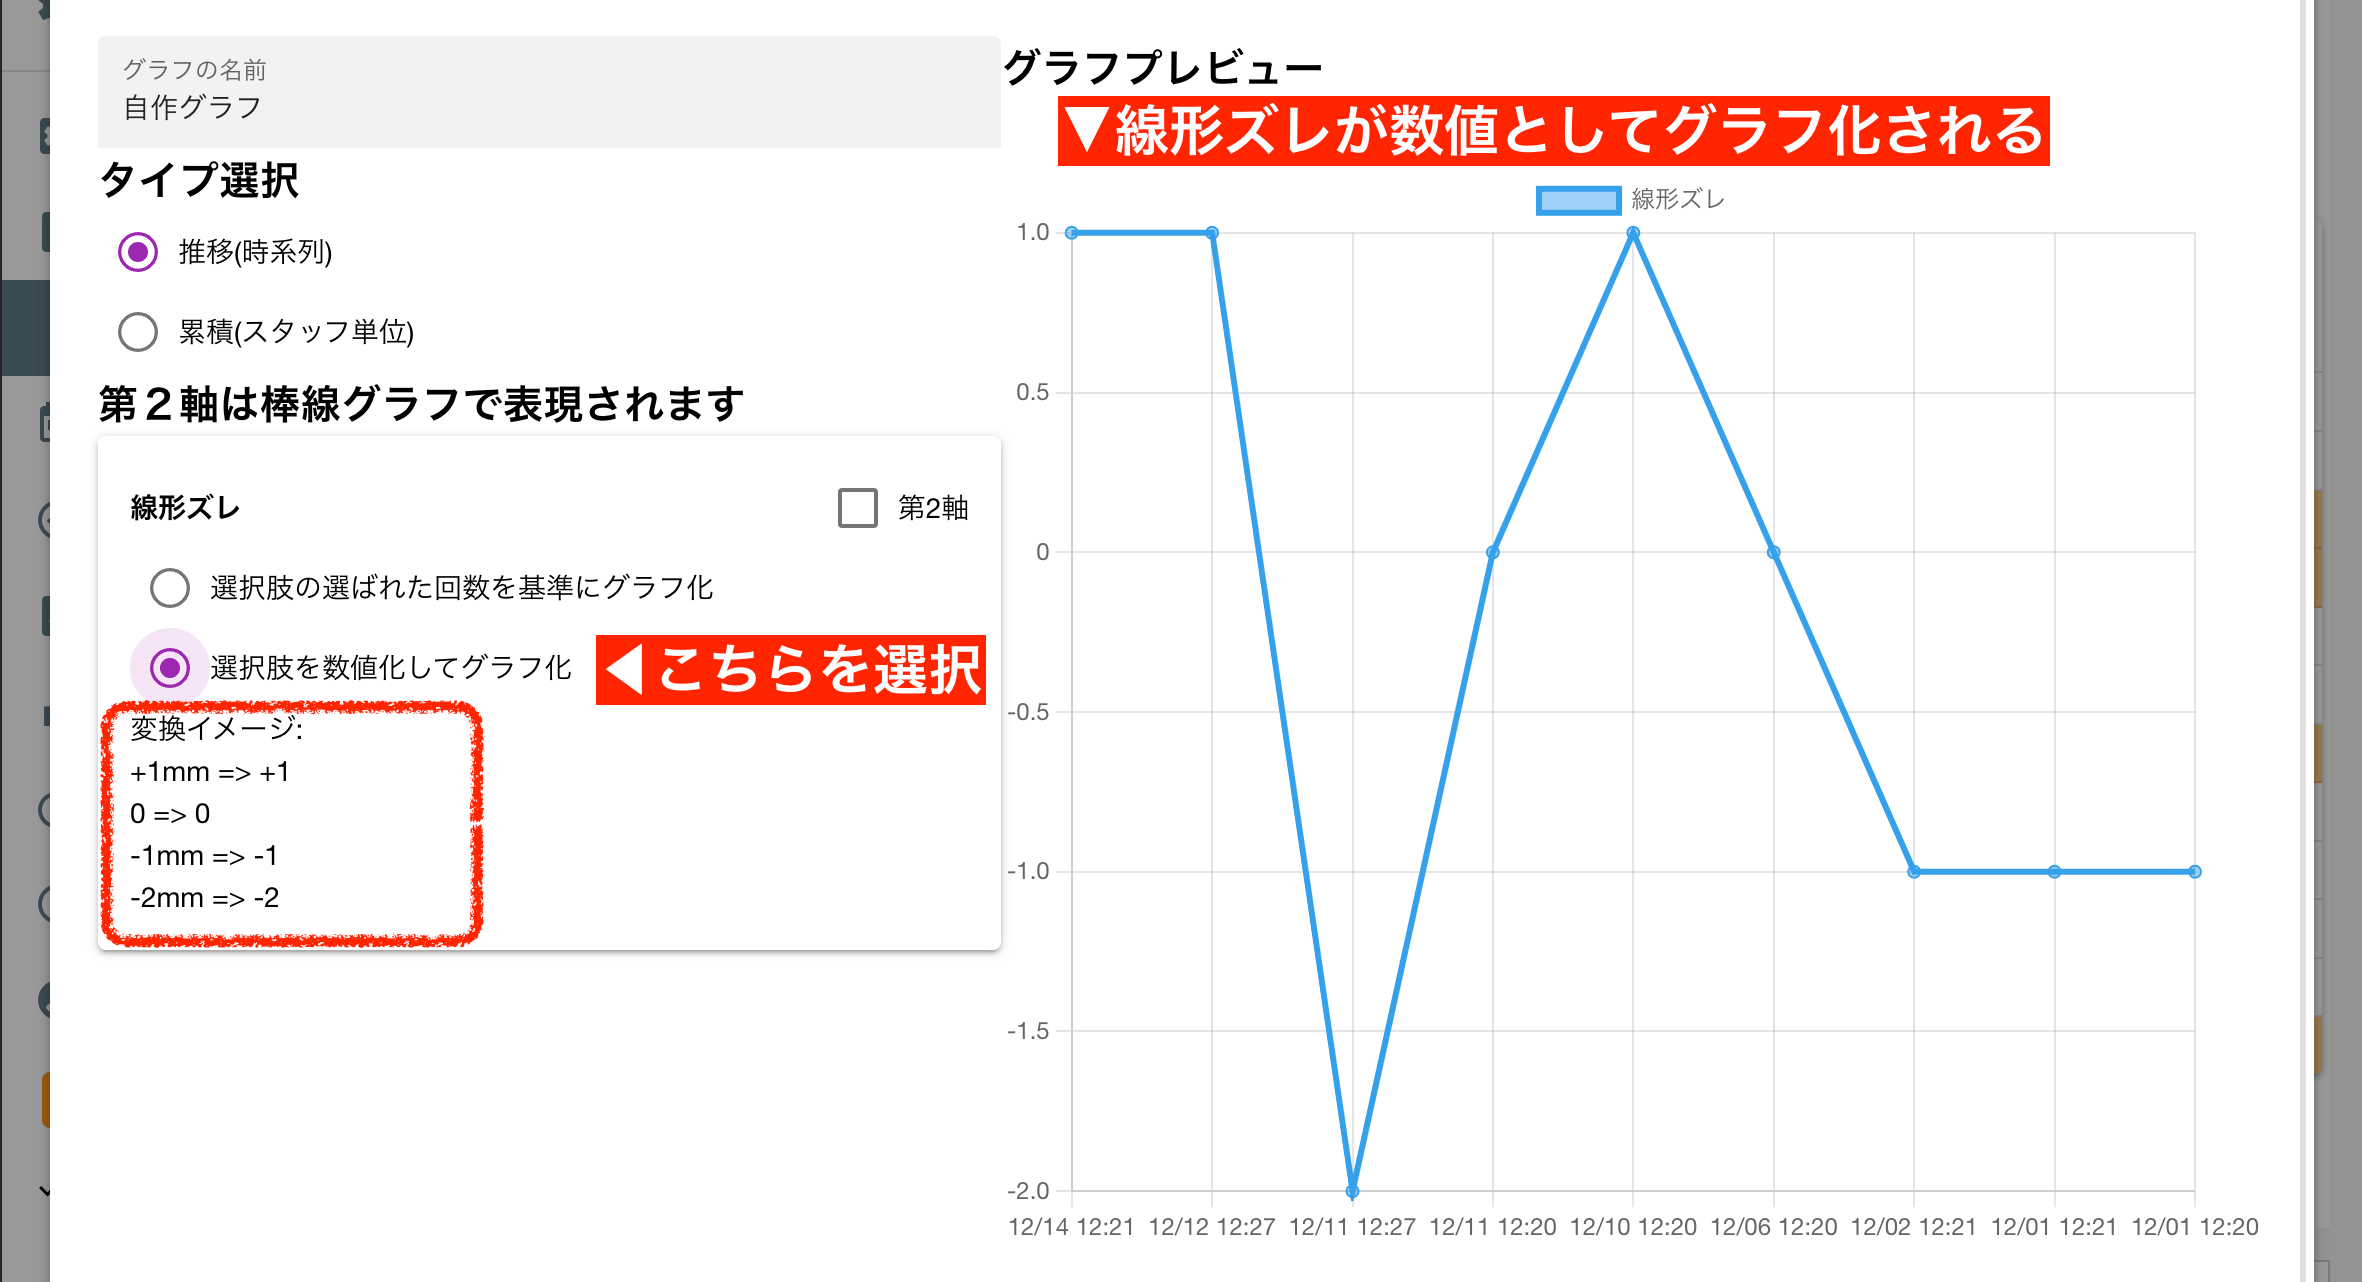 グラフの名前
自作グラフ
タイプ選択
推移(時系列)
累積(スタッフ単位)
第２軸は棒線グラフで表現されます
線形ズレ
第2軸
選択肢の選ばれた回数を基準にグラフ化
選択肢を数値化してグラフ化
◀こちらを選択
変換イメージ:
+1mm => +1
0 => 0
-1mm => -1
-2mm => -2
グラフプレビュー
▼線形ズレが数値としてグラフ化される
線形ズレ
1.0
0.5
0
-0.5
-1.0
-1.5
-2.0
12/14 12:21 12/12 12:27 12/11 12:27 12/11 12:20 12/10 12:20 12/06 12:20 12/02 12:21 12/01 12:21 12/01 12:20